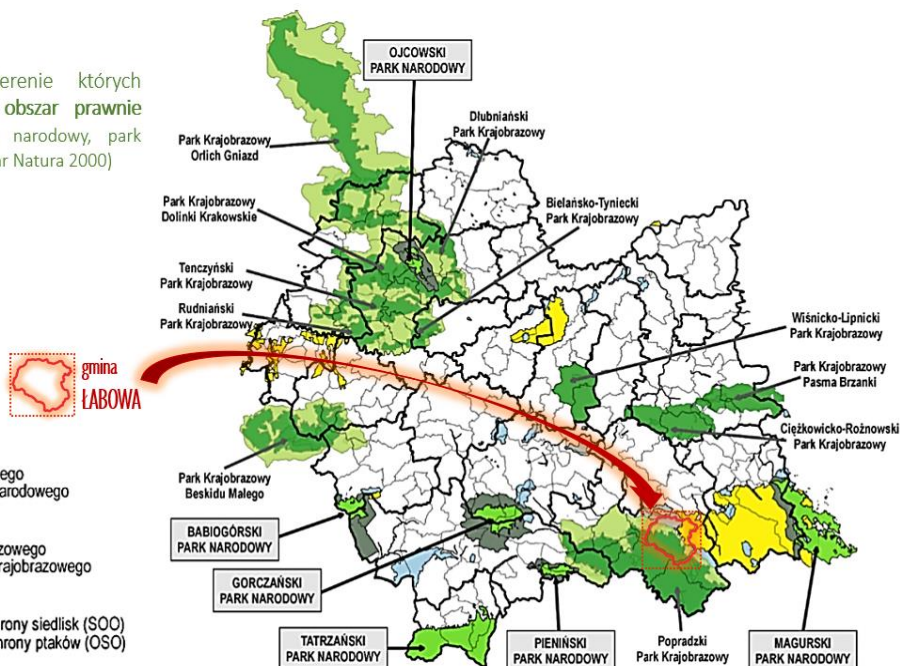 erenie których
obszar prawnie
narodowy, park
ar Natura 2000)
OJCOWSKI
PARK NARODOWY
Dłubniański
Park Krajobrazowy
Park Krajobrazowy
Orlich Gniazd
Park Krajobrazowy
Dolinki Krakowskie
Bielańsko-Tyniecki
Park Krajobrazowy
Tenczyński
Park Krajobrazowy
Rudniański
Park Krajobrazowy
Wiśnicko-Lipnicki
Park Krajobrazowy
gmina
ŁABOWA
Park Krajobrazowy
Pasma Brzanki
Ciężkowicko-Rożnowski
Park Krajobrazowy
Park Krajobrazowy
Beskidu Małego
ego
arodowego
BABIOGÓRSKI
PARK NARODOWY
zowego
rajobrazowego
GORCZAŃSKI
PARK NARODOWY
rony siedlisk (SOO)
hrony ptaków (OSO)
TATRZAŃSKI
PARK NARODOWY
PIENIŃSKI
PARK NARODOWY
Popradzki
Park Krajobrazowy
MAGURSKI
PARK NARODOWY